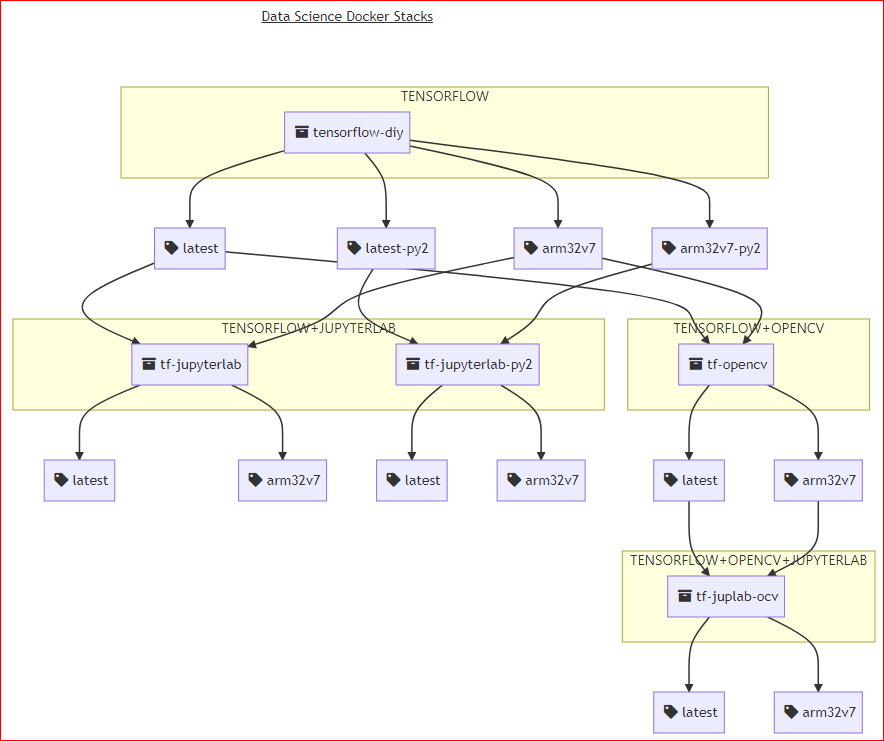 Data Science Docker Stacks
TENSORFLOW
tensorflow-diy
latest
latest-py2
arm32v7
arm32v7-py2
TENSORFLOW+JUPYTERLAB
TENSORFLOW+OPENCV
tf-jupyterlab
tf-jupyterlab-py2
tf-opencv
latest
arm32v7
latest
arm32v7
latest
arm32v7
TENSORFLOW+OPENCV+JUPYTERLAB
tf-juplab-ocv
latest
arm32v7